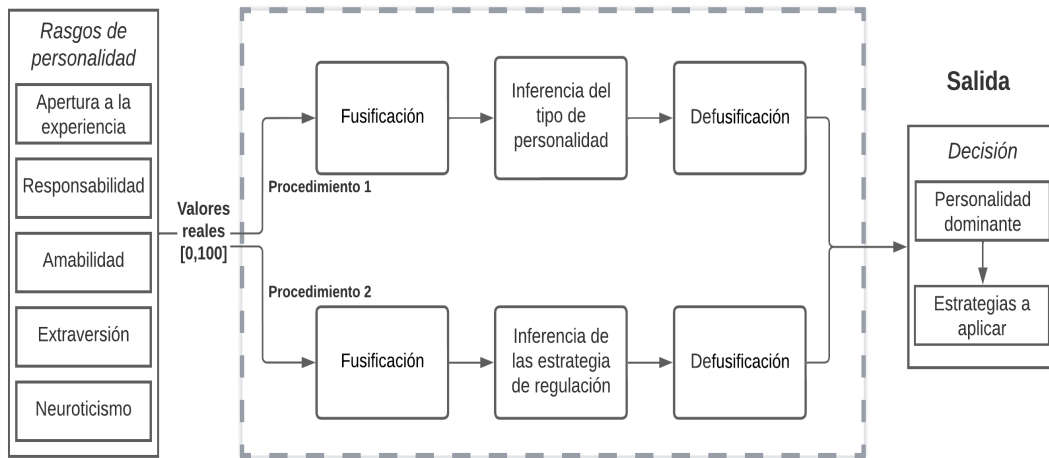 Rasgos de
personalidad
Apertura a la
experiencia
Responsabilidad
Amabilidad
Extraversión
Neuroticismo
Valores
reales
[0,100]
Procedimiento 1
Fusificación
Inferencia del
tipo de
personalidad
Defusificación
Procedimiento 2
Fusificación
Inferencia de
las estrategia
de regulación
Defusificación
Salida
Decisión
Personalidad
dominante
Estrategias a
aplicar